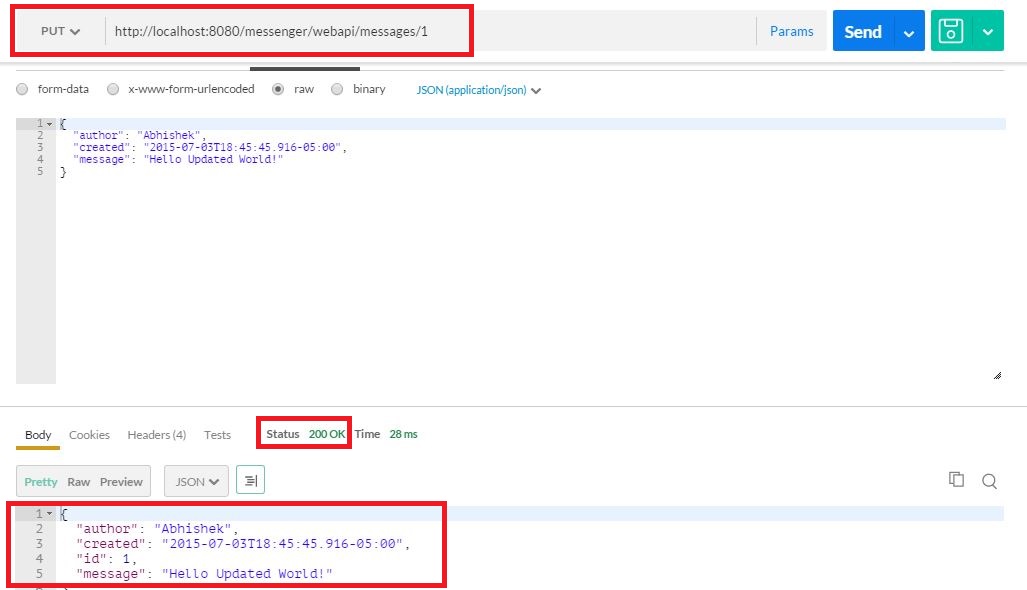 PUT http://localhost:8080/messenger/webapi/messages/1 Params Send
form-data x-www-form-urlencoded raw binary JSON (application/json)
1 {
2 "author": "Abhishek",
3 "created": "2015-07-03T18:45:45.916-05:00",
4 "message": "Hello Updated World!"
5 }
Body Cookies Headers (4) Tests Status 200 OK Time 28 ms
Pretty Raw Preview JSON
1 {
2 "author": "Abhishek",
3 "created": "2015-07-03T18:45:45.916-05:00",
4 "id": 1,
5 "message": "Hello Updated World!"